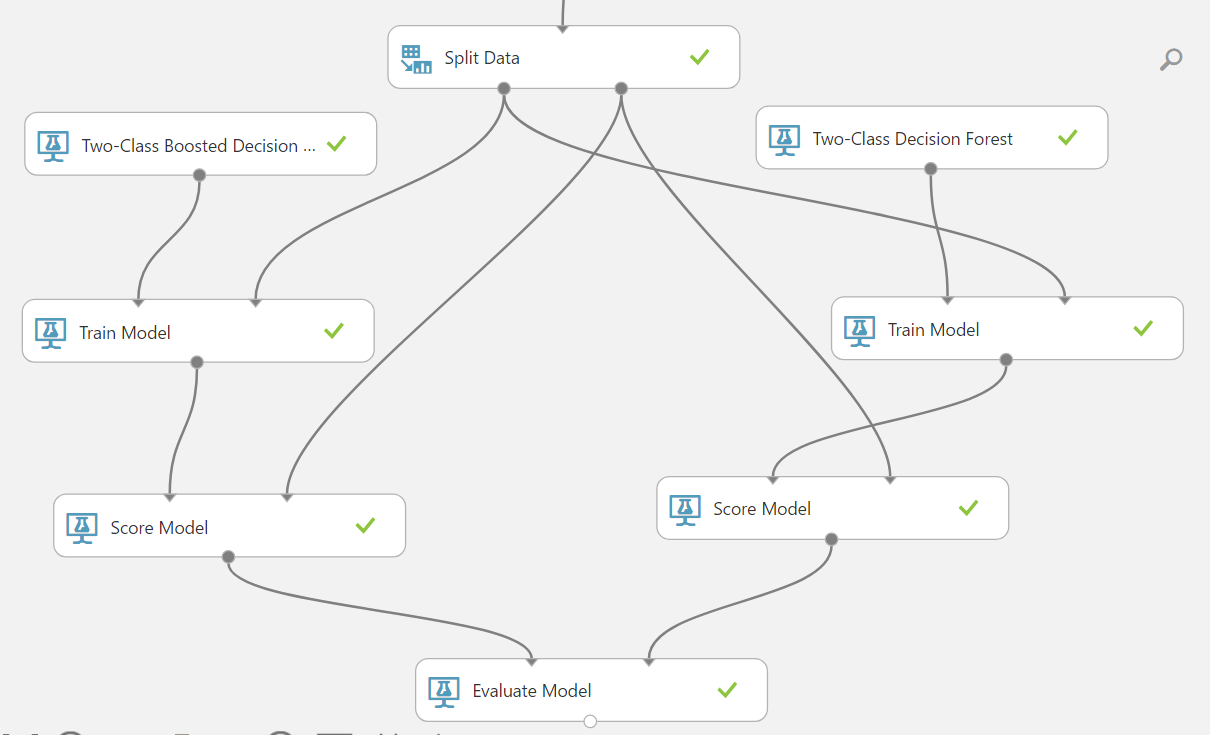 Split Data
Two-Class Boosted Decision ...
Two-Class Decision Forest
Train Model
Train Model
Score Model
Score Model
Evaluate Model